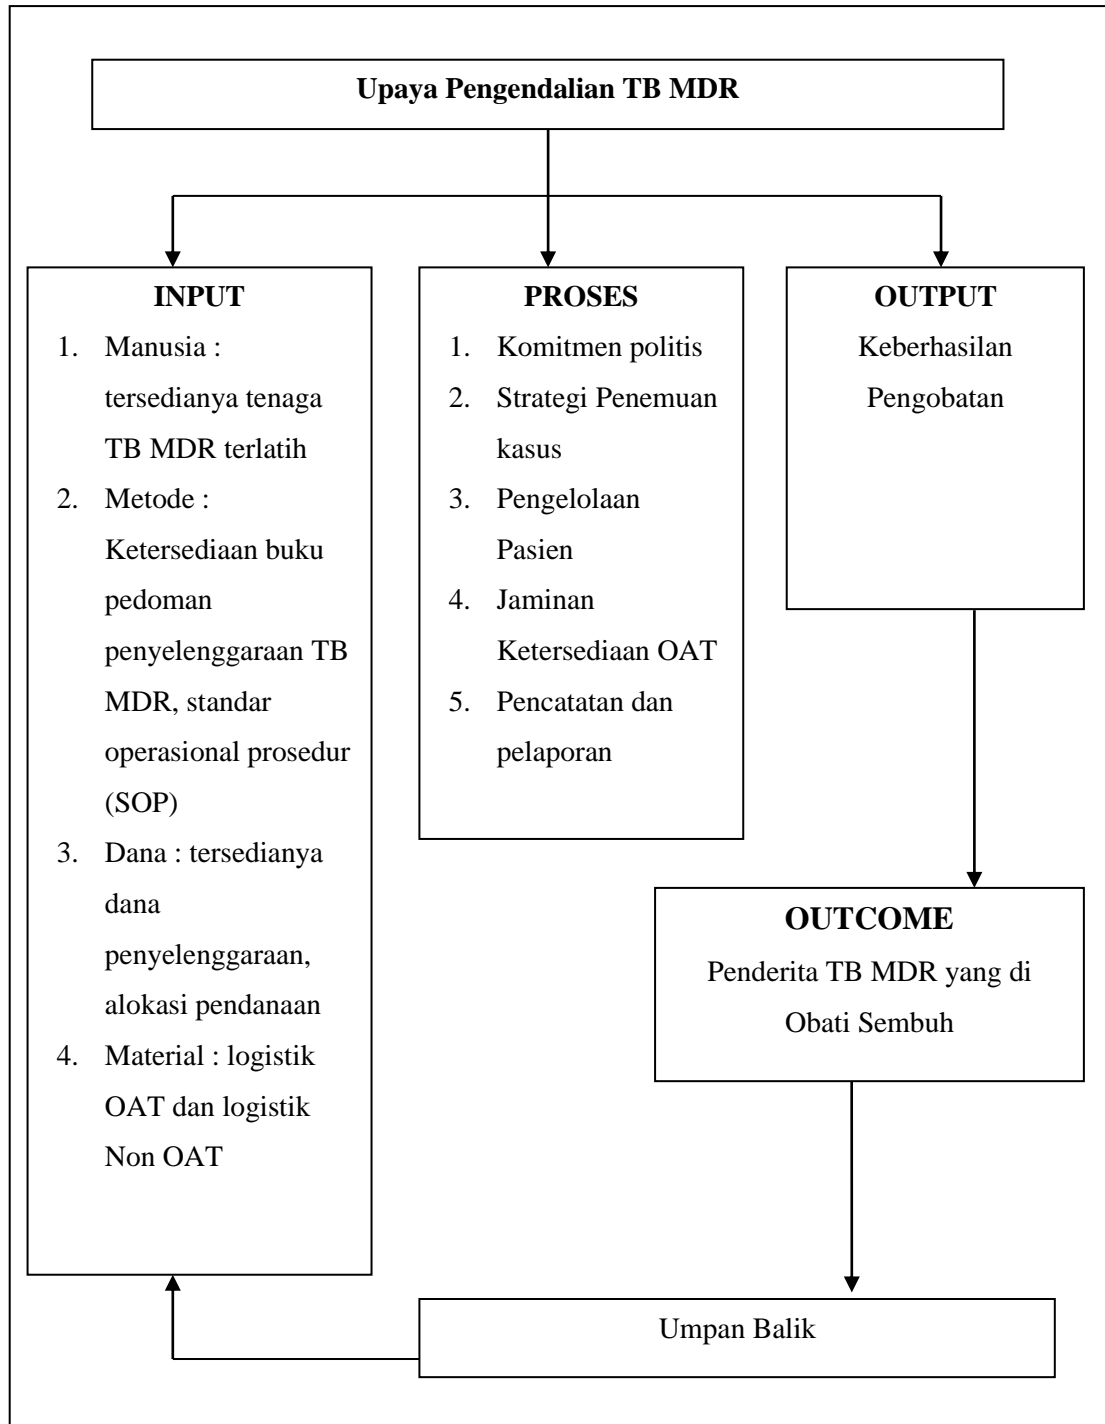 Upaya Pengendalian TB MDR
INPUT
1. Manusia :
tersedianya tenaga
TB MDR terlatih
2. Metode :
Ketersediaan buku
pedoman
penyelenggaraan TB
MDR, standar
operasional prosedur
(SOP)
3. Dana : tersedianya
dana
penyelenggaraan,
alokasi pendanaan
4. Material : logistik
OAT dan logistik
Non OAT
PROSES
1. Komitmen politis
2. Strategi Penemuan
kasus
3. Pengelolaan
Pasien
4. Jaminan
Ketersediaan OAT
5. Pencatatan dan
pelaporan
OUTPUT
Keberhasilan
Pengobatan
OUTCOME
Penderita TB MDR yang di
Obati Sembuh
Umpan Balik